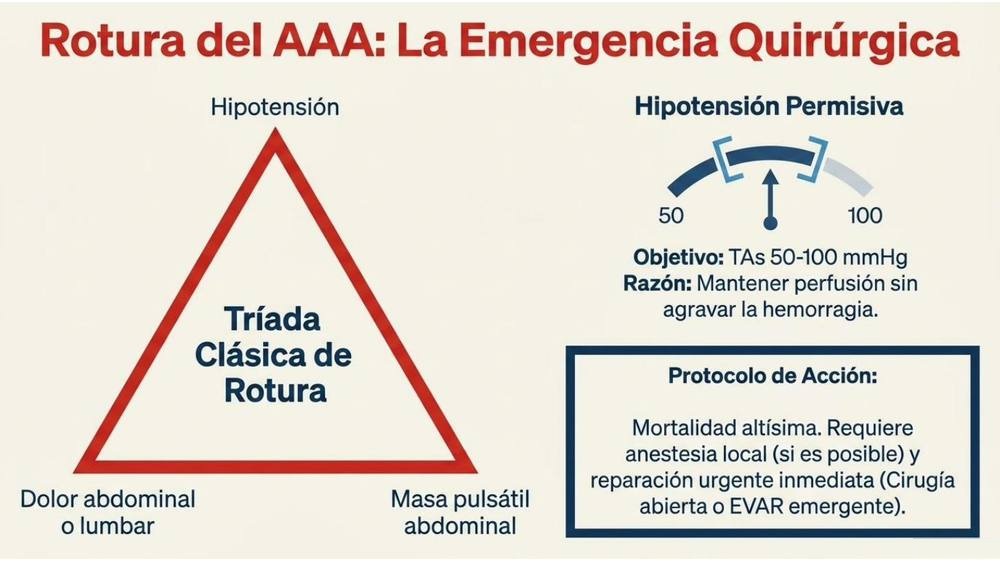 Rotura del AAA: La Emergencia Quirúrgica
Hipotensión
Tríada
Clásica de
Rotura
Dolor abdominal
o lumbar
Masa pulsátil
abdominal
Hipotensión Permisiva
50
100
Objetivo: TAs 50-100 mmHg
Razón: Mantener perfusión sin
agravar la hemorragia.
Protocolo de Acción:
Mortalidad altísima. Requiere
anestesia local (si es posible) y
reparación urgente inmediata (Cirugía
abierta o EVAR emergente).